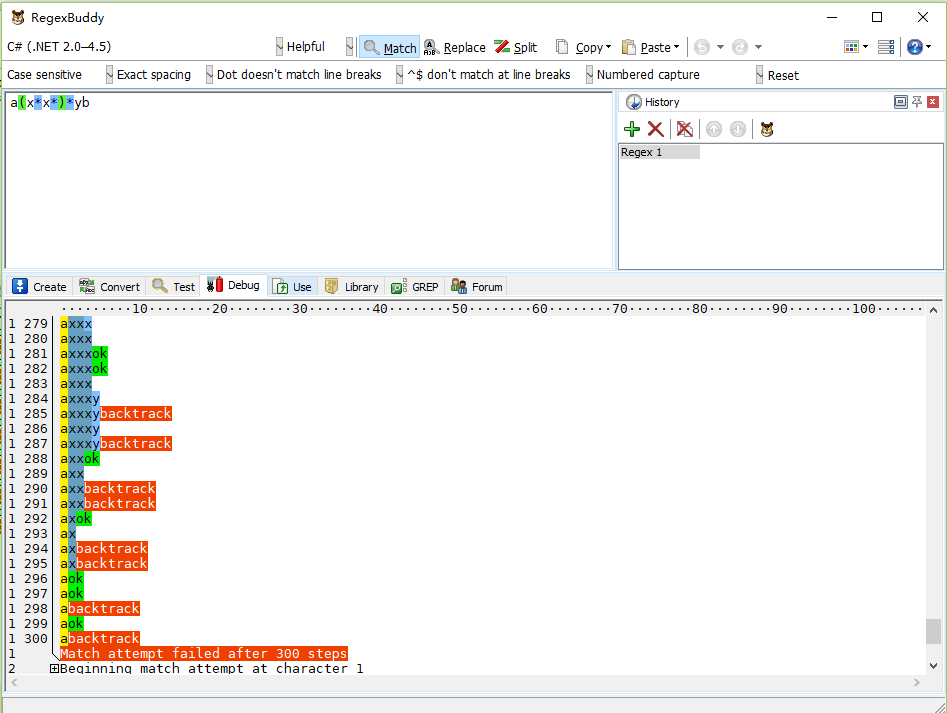 RegexBuddy
C# (.NET 2.0–4.5) Helpful Match Replace Split Copy Paste
Case sensitive Exact spacing Dot doesn't match line breaks ^$ don't match at line breaks Numbered capture Reset
a(x*x*)*yb
History
Regex 1
Create Convert Test Debug Use Library GREP Forum
········10········20········30········40········50········60········70········80········90········100······
1 279 axxx
1 280 axxx
1 281 axxxok
1 282 axxxok
1 283 axxx
1 284 axxxy
1 285 axxxybacktrack
1 286 axxxy
1 287 axxxybacktrack
1 288 axxok
1 289 axx
1 290 axxbacktrack
1 291 axxbacktrack
1 292 axok
1 293 ax
1 294 axbacktrack
1 295 axbacktrack
1 296 aok
1 297 aok
1 298 abacktrack
1 299 aok
1 300 abacktrack
1 Match attempt failed after 300 steps
2 Beginning match attempt at character 1